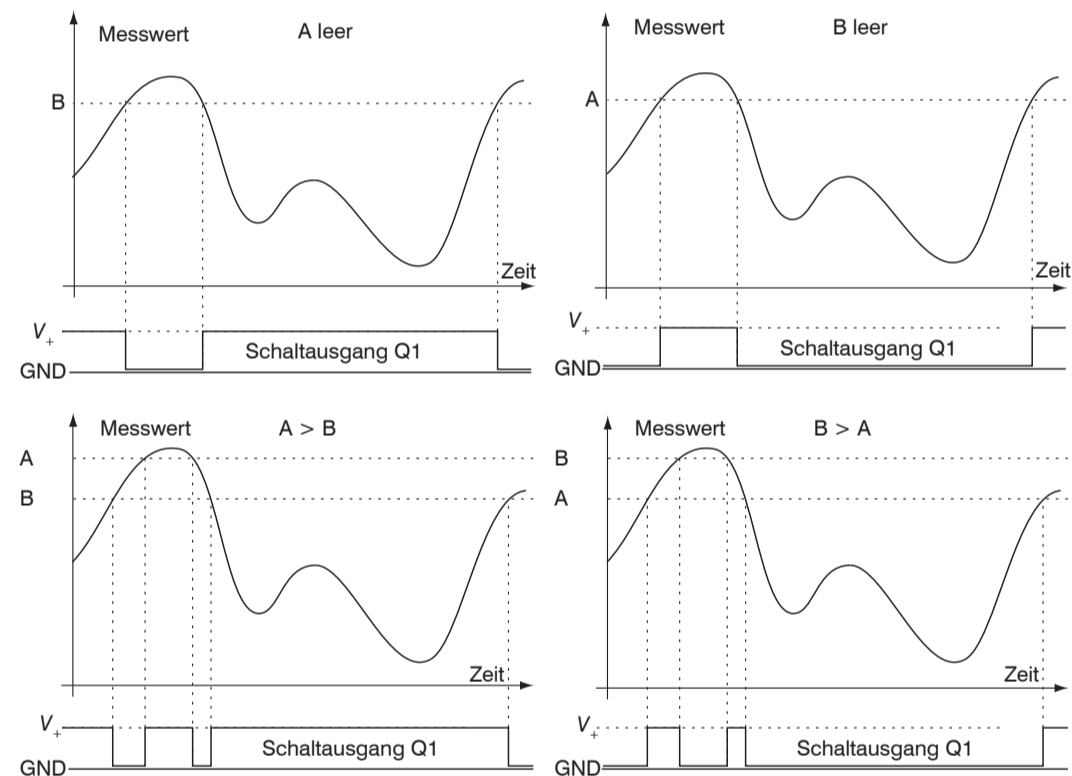 Messwert A leer
B
Zeit
V+
Schaltausgang Q1
GND
Messwert B leer
A
Zeit
V+
Schaltausgang Q1
GND
Messwert A > B
A
B
Zeit
V+
Schaltausgang Q1
GND
Messwert B > A
B
A
Zeit
V+
Schaltausgang Q1
GND